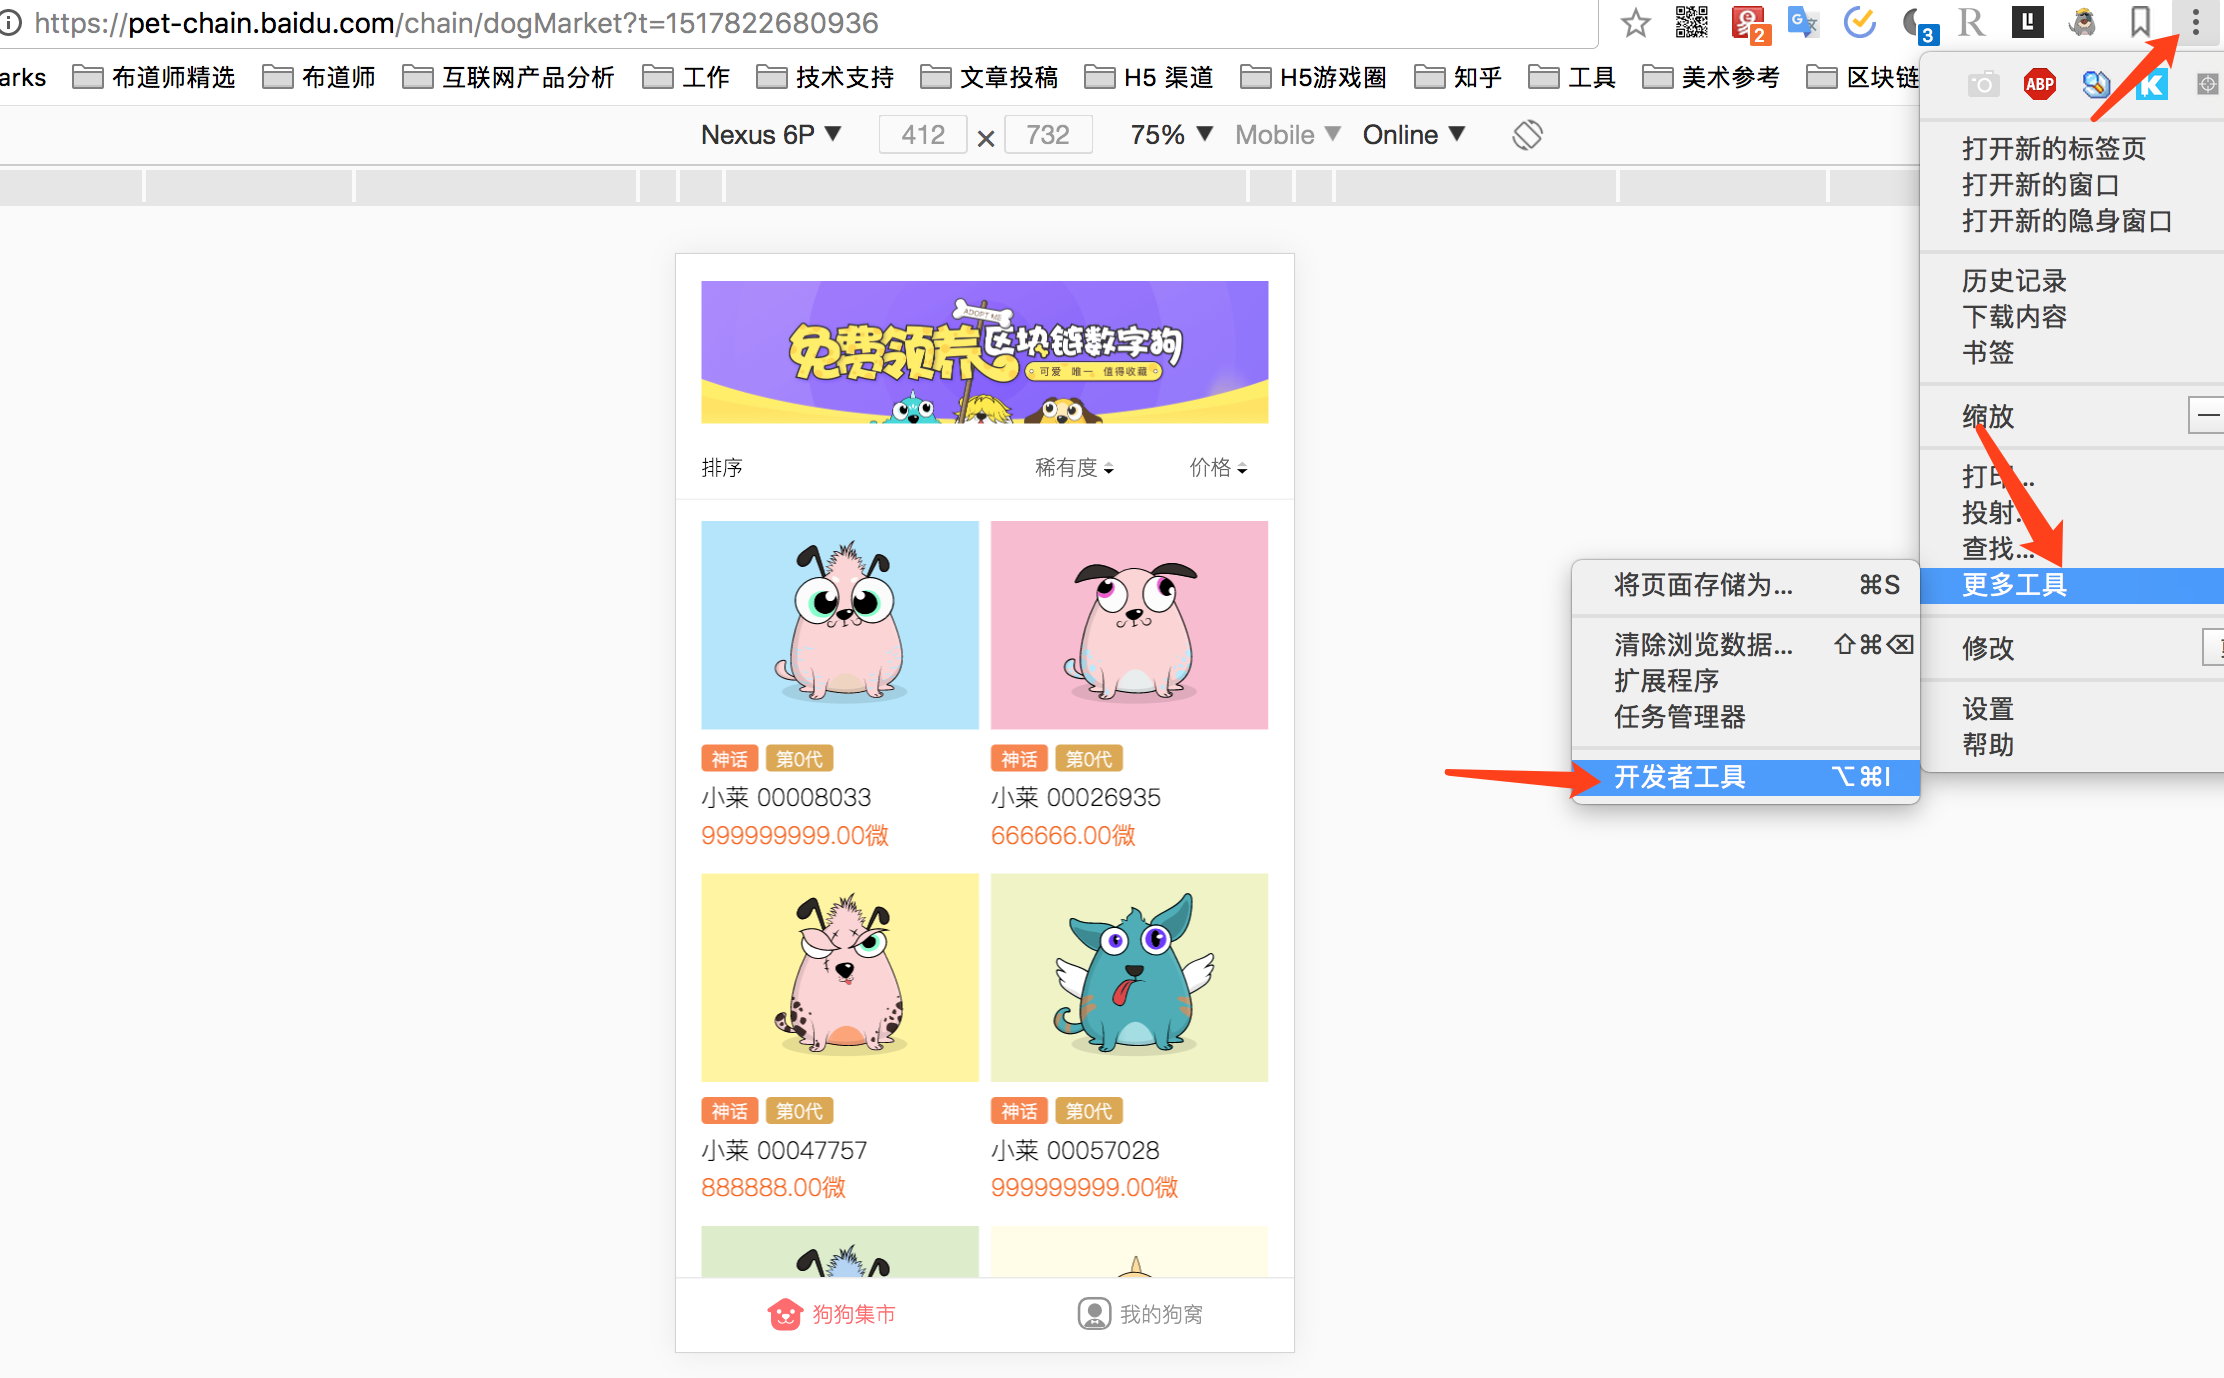 https://pet-chain.baidu.com/chain/dogMarket?t=1517822680936
2
3
R
arks 布道师精选 布道师 互联网产品分析 工作 技术支持 文章投稿 H5 渠道 H5游戏圈 知乎 工具 美术参考 区块链
ABP
K
Nexus 6P ▼ 412 × 732 75% ▼ Mobile ▼ Online ▼
打开新的标签页
打开新的窗口
打开新的隐身窗口
历史记录
下载内容
书签
缩放
打印...
投射...
查找...
更多工具
修改
设置
帮助
将页面存储为... ⌘S
清除浏览数据... ⇧⌘⌫
扩展程序
任务管理器
开发者工具 ⌥⌘I
ADOPT ME
免费领养区块链数字狗
可爱 唯一 值得收藏
排序 稀有度 价格
神话 第0代
小莱 00008033
999999999.00微
神话 第0代
小莱 00026935
666666.00微
神话 第0代
小莱 00047757
888888.00微
神话 第0代
小莱 00057028
999999999.00微
狗狗集市 我的狗窝